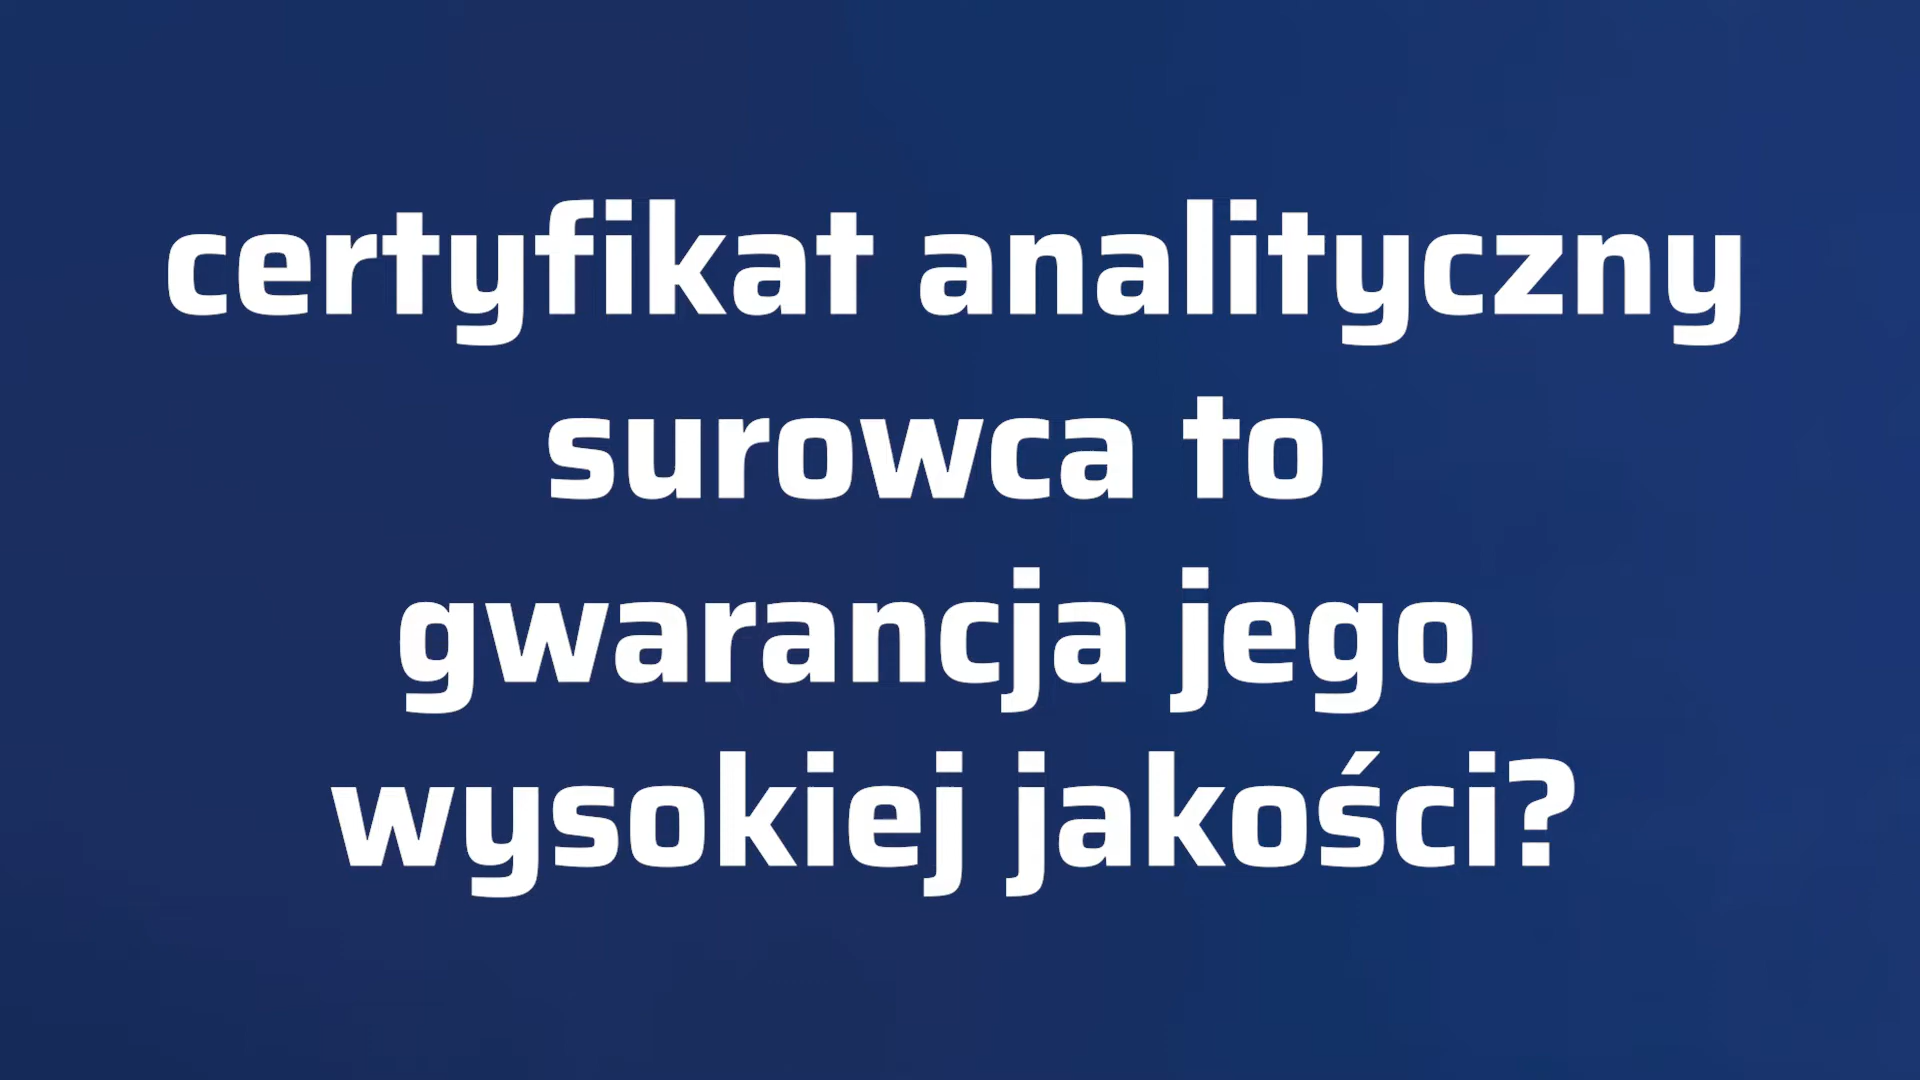 certyfikat analityczny
surowca to
gwarancja jego
wysokiej jakości?